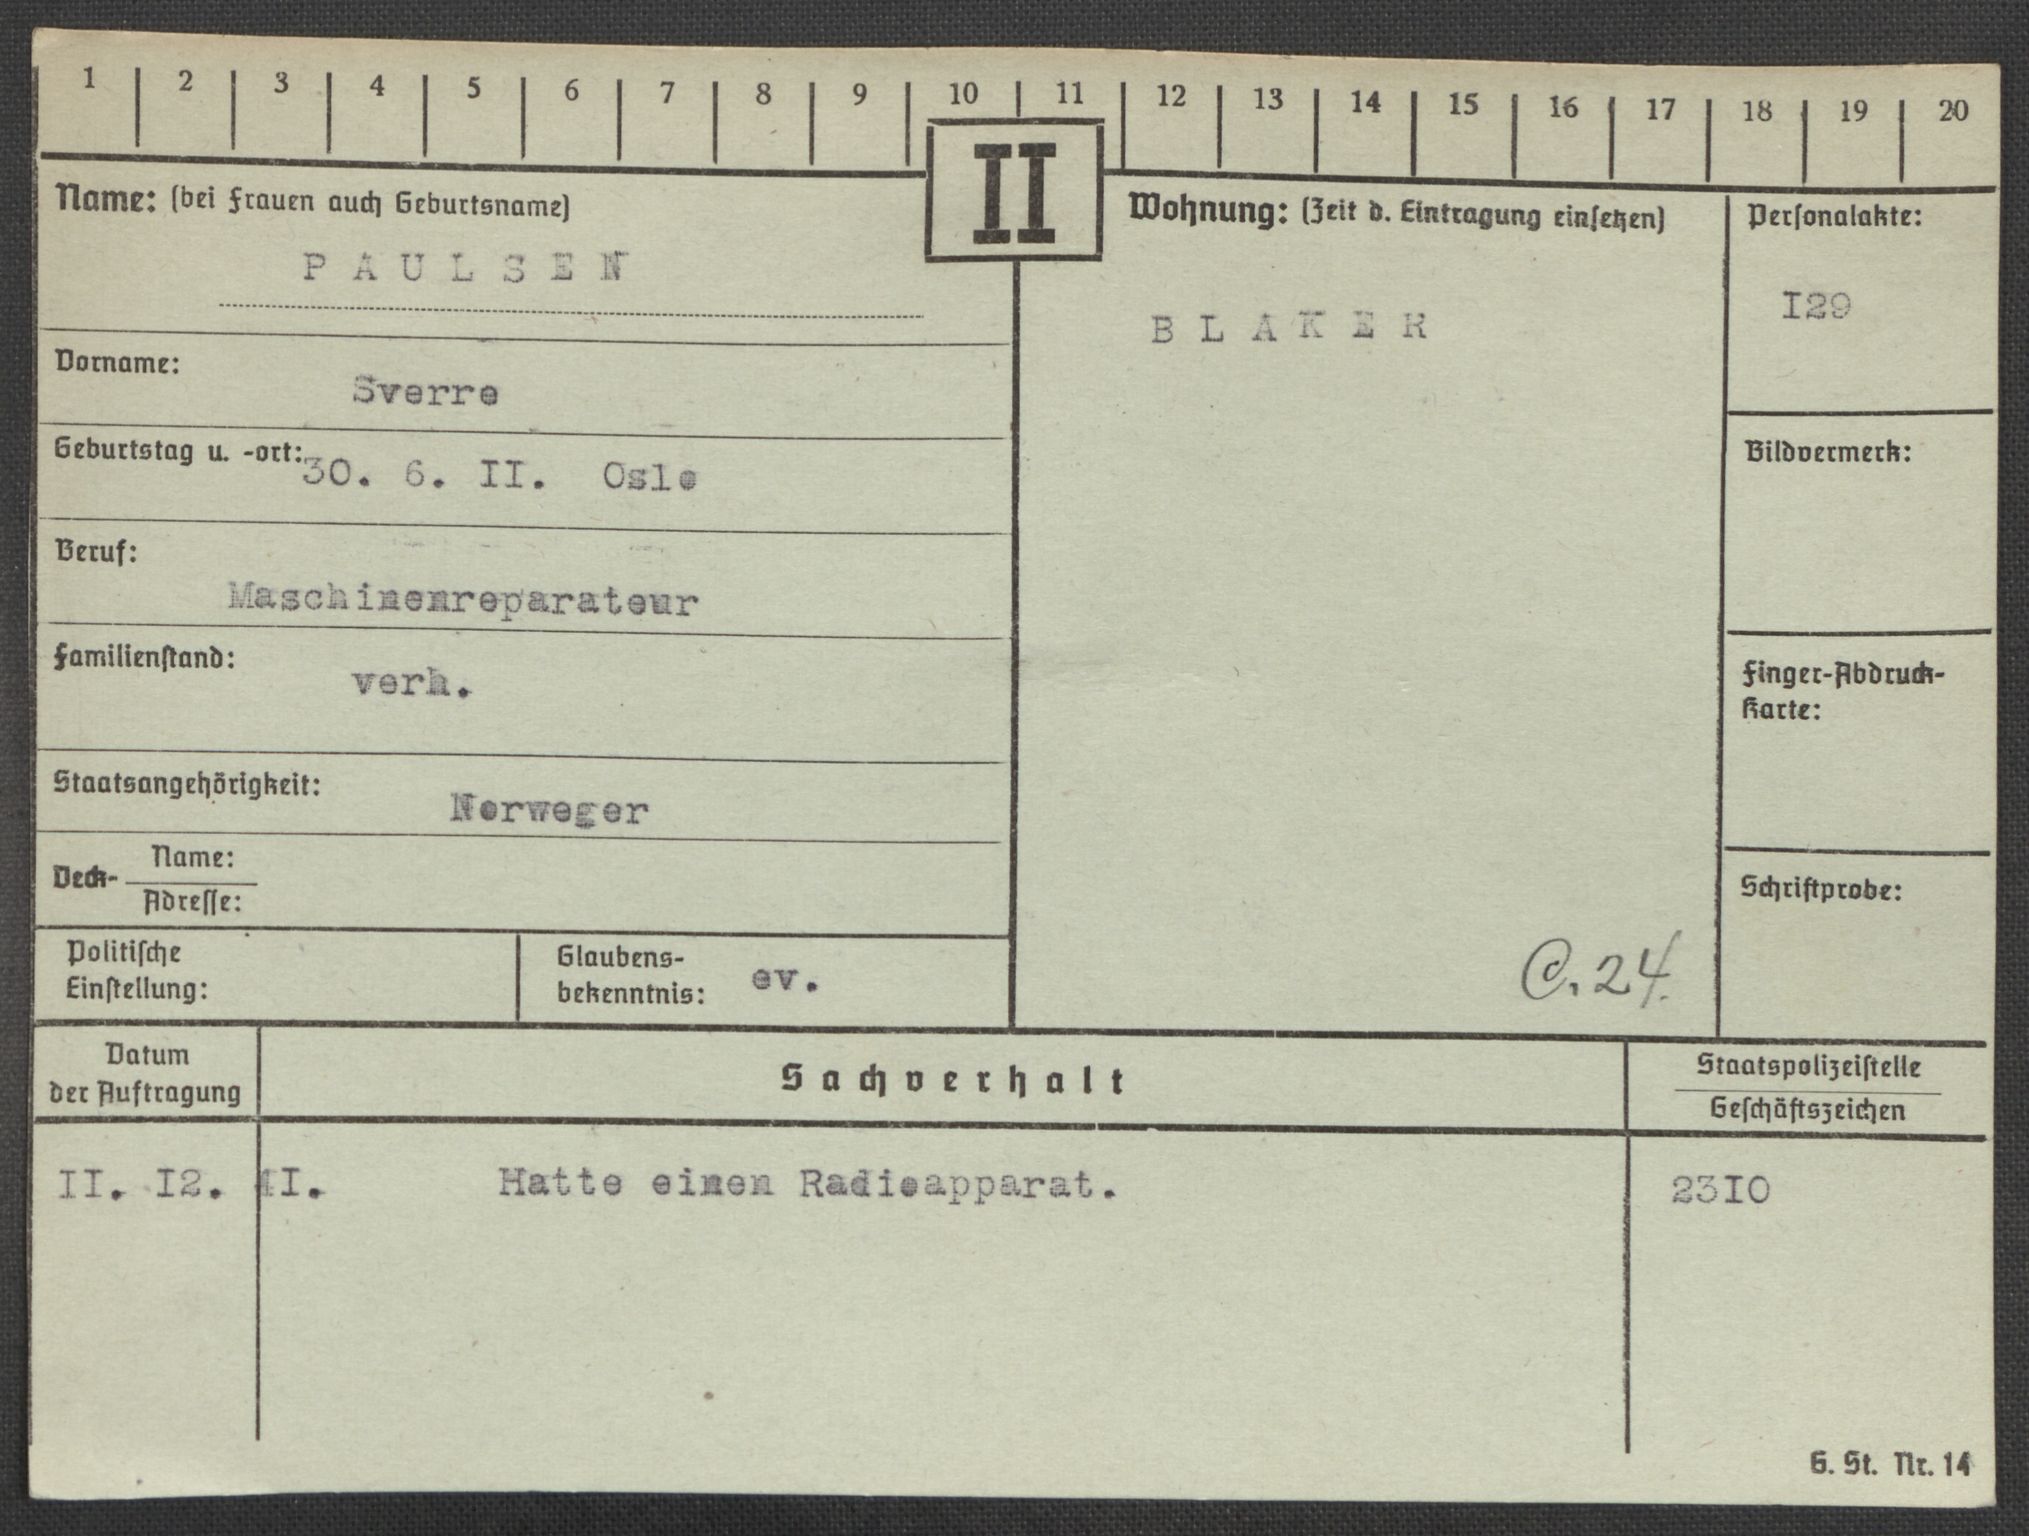 1 2 3 4 5 6 7 8 9 10 11 12 13 14 15 16 17 18 19 20
II
Name: (bei Frauen auch Geburtsname)
PAULSEN
Vorname:
Sverre
Geburtstag u. -ort:
30. 6. II. Oslo
Beruf:
Maschinenreparateur
Familienstand:
verh.
Staatsangehörigkeit:
Norweger
Deck-
Name:
Adresse:
Politische
Einstellung:
Glaubens-
bekenntnis:
ev.
Wohnung: (Zeit d. Eintragung einsetzen)
BLAKER
C. 24.
Personalakte:
I29
Bildvermerk:
Finger-Abdruck-
Karte:
Schriftprobe:
Datum
der Auftragung
Sachverhalt
Staatspolizeistelle
Geschäftszeichen
II. I2. 4I. Hatte einen Radioapparat. 23IO
G. St. Nr. 14